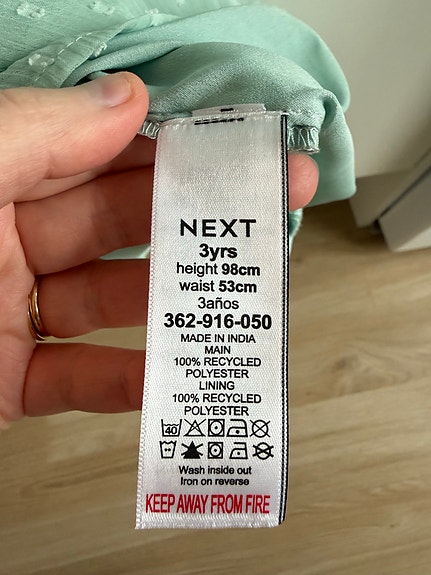 NEXT
3yrs
height 98cm
waist 53cm
3años
362-916-050
MADE IN INDIA
MAIN
100% RECYCLED
POLYESTER
LINING
100% RECYCLED
POLYESTER
40
Wash inside out
Iron on reverse
KEEP AWAY FROM FIRE